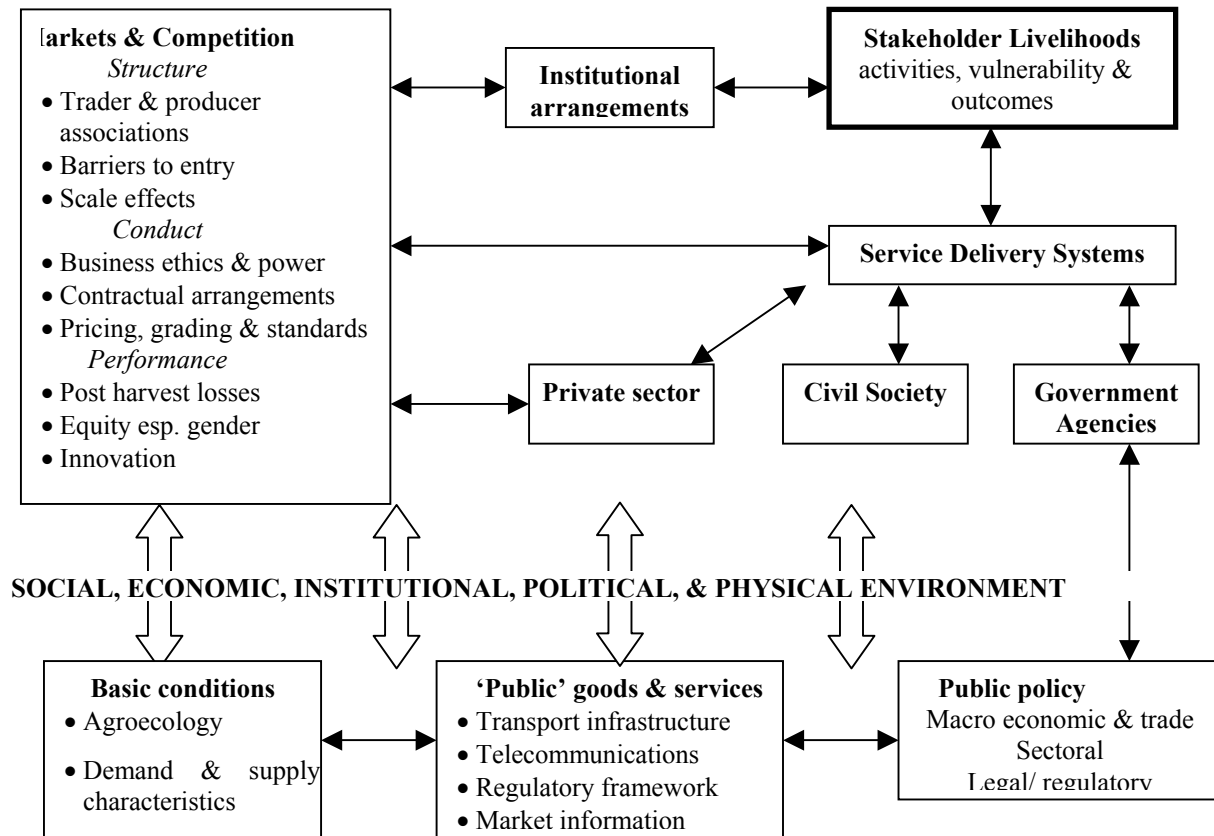 arkets & Competition
Structure
• Trader & producer
associations
• Barriers to entry
• Scale effects
Conduct
• Business ethics & power
• Contractual arrangements
• Pricing, grading & standards
Performance
• Post harvest losses
• Equity esp. gender
• Innovation
Institutional
arrangements
Stakeholder Livelihoods
activities, vulnerability &
outcomes
Service Delivery Systems
Private sector
Civil Society
Government
Agencies
SOCIAL, ECONOMIC, INSTITUTIONAL, POLITICAL, & PHYSICAL ENVIRONMENT
Basic conditions
• Agroecology
• Demand & supply
characteristics
‘Public’ goods & services
• Transport infrastructure
• Telecommunications
• Regulatory framework
• Market information
Public policy
Macro economic & trade
Sectoral
Legal/ regulatory